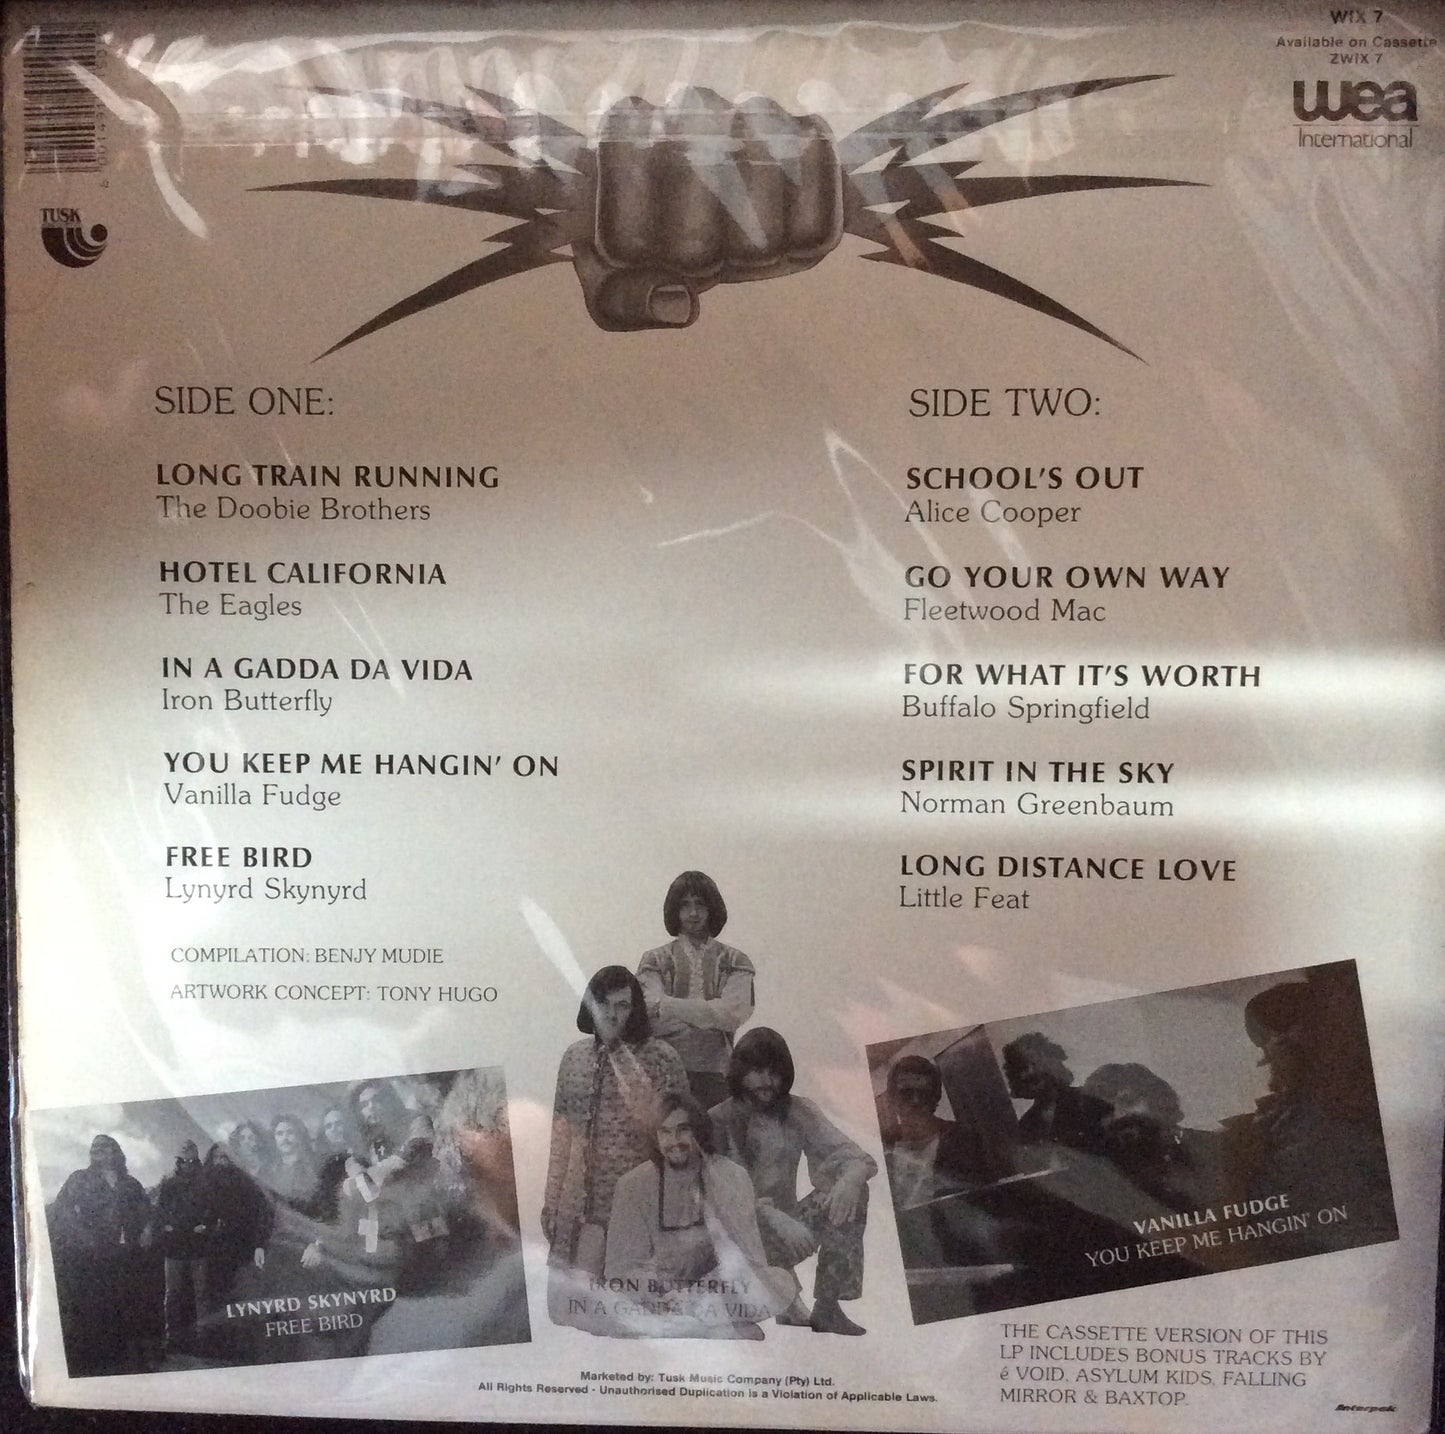 WIX 7
Available on Cassette
ZWIX 7
wea
International
TUSK
SIDE ONE:
LONG TRAIN RUNNING
The Doobie Brothers
HOTEL CALIFORNIA
The Eagles
IN A GADDA DA VIDA
Iron Butterfly
YOU KEEP ME HANGIN' ON
Vanilla Fudge
FREE BIRD
Lynyrd Skynyrd
COMPILATION: BENJY MUDIE
ARTWORK CONCEPT: TONY HUGO
SIDE TWO:
SCHOOL'S OUT
Alice Cooper
GO YOUR OWN WAY
Fleetwood Mac
FOR WHAT IT'S WORTH
Buffalo Springfield
SPIRIT IN THE SKY
Norman Greenbaum
LONG DISTANCE LOVE
Little Feat
LYNYRD SKYNYRD
FREE BIRD
IRON BUTTERFLY
IN A GADDA DA VIDA
VANILLA FUDGE
YOU KEEP ME HANGIN' ON
THE CASSETTE VERSION OF THIS
LP INCLUDES BONUS TRACKS BY
é VOID, ASYLUM KIDS, FALLING
MIRROR & BAXTOP.
Marketed by: Tusk Music Company (Pty) Ltd.
All Rights Reserved - Unauthorised Duplication is a Violation of Applicable Laws.
Interpak